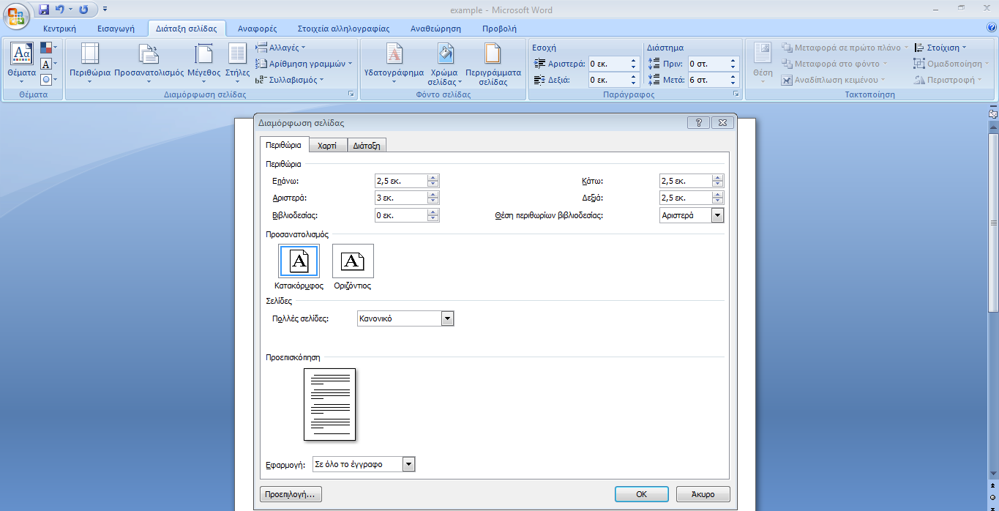 example - Microsoft Word
Κεντρική Εισαγωγή Διάταξη σελίδας Αναφορές Στοιχεία αλληλογραφίας Αναθεώρηση Προβολή
Αα Θέματα
A
Θέματα
Περιθώρια Προσανατολισμός Μέγεθος Στήλες
Αλλαγές
Αρίθμηση γραμμών
Συλλαβισμός
Διαμόρφωση σελίδας
Υδατογράφημα Χρώμα σελίδας Περιγράμματα σελίδας
Φόντο σελίδας
Εσοχή
Αριστερά: 0 εκ.
Δεξιά: 0 εκ.
Διάστημα
Πριν: 0 στ.
Μετά: 6 στ.
Παράγραφος
Θέση
Μεταφορά σε πρώτο πλάνο
Μεταφορά στο φόντο
Αναδίπλωση κειμένου
Στοίχιση
Ομαδοποίηση
Περιστροφή
Τακτοποίηση
Διαμόρφωση σελίδας
Περιθώρια Χαρτί Διάταξη
Περιθώρια
Επάνω: 2,5 εκ. Κάτω: 2,5 εκ.
Αριστερά: 3 εκ. Δεξιά: 2,5 εκ.
Βιβλιοδεσίας: 0 εκ. Θέση περιθωρίων βιβλιοδεσίας: Αριστερά
Προσανατολισμός
A A
Κατακόρυφος Οριζόντιος
Σελίδες
Πολλές σελίδες: Κανονικό
Προεπισκόπηση
Εφαρμογή: Σε όλο το έγγραφο
Προεπιλογή... OK Άκυρο